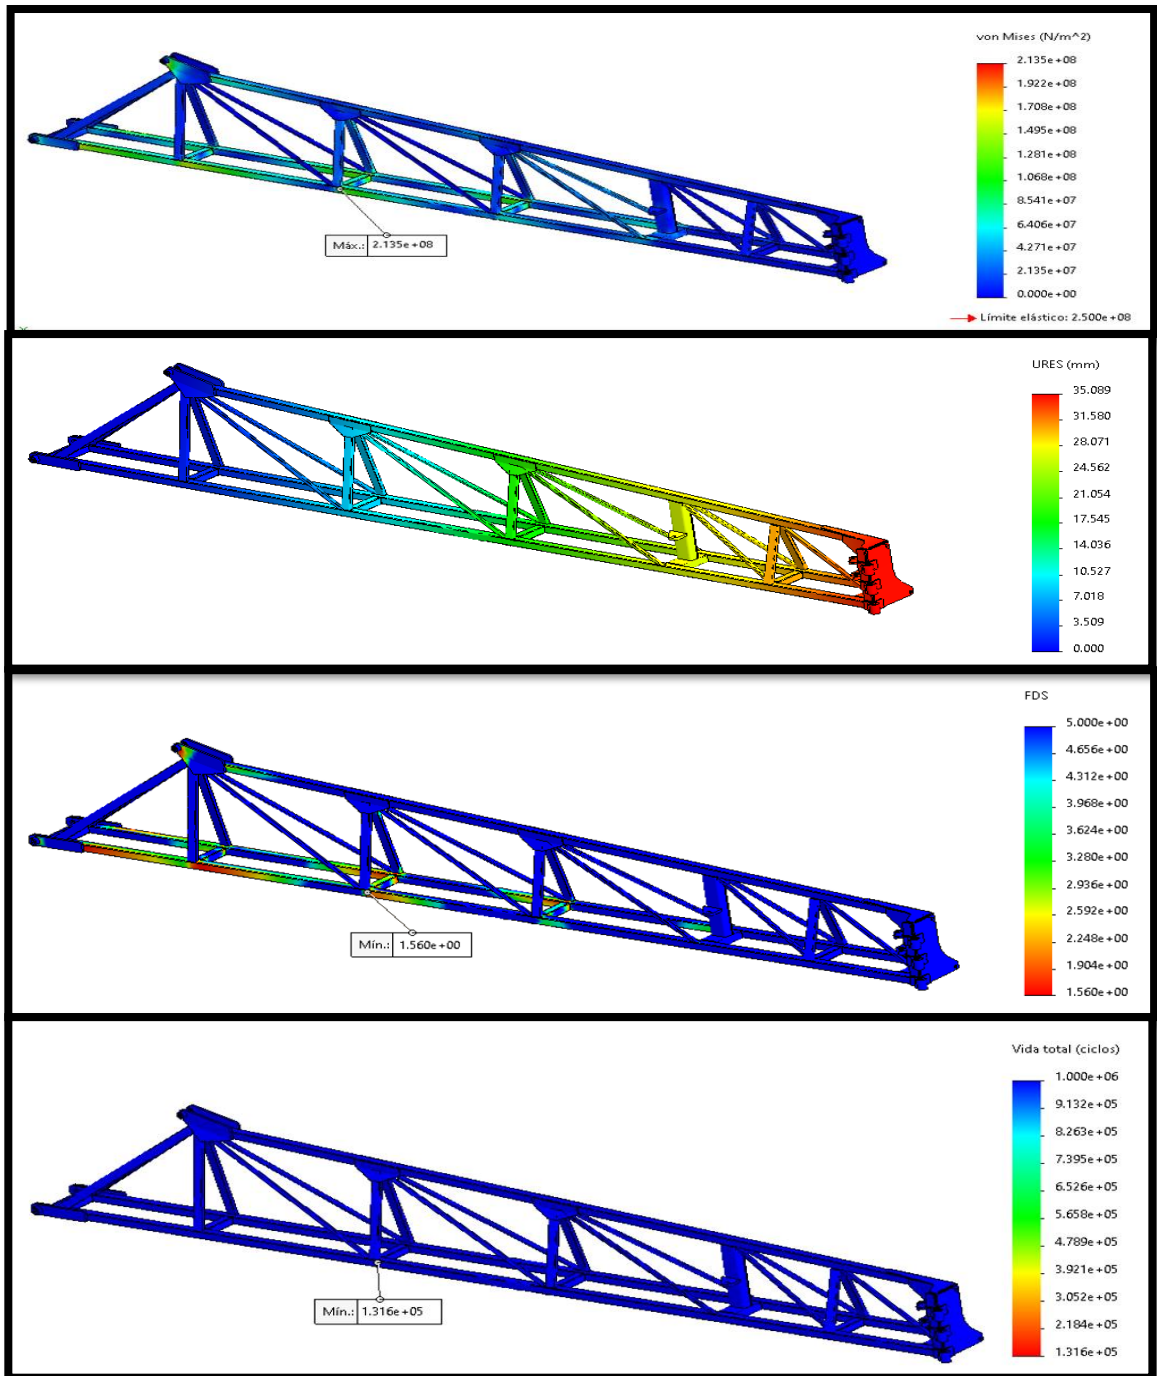 von Mises (N/m^2)
2.135e+08
1.922e+08
1.708e+08
1.495e+08
1.281e+08
1.068e+08
8.541e+07
6.406e+07
4.271e+07
2.135e+07
0.000e+00
Límite elástico: 2.500e+08
Máx.: 2.135e+08
URES (mm)
35.089
31.580
28.071
24.562
21.054
17.545
14.036
10.527
7.018
3.509
0.000
FDS
5.000e+00
4.656e+00
4.312e+00
3.968e+00
3.624e+00
3.280e+00
2.936e+00
2.592e+00
2.248e+00
1.904e+00
1.560e+00
Mín.: 1.560e+00
Vida total (ciclos)
1.000e+06
9.132e+05
8.263e+05
7.395e+05
6.526e+05
5.658e+05
4.789e+05
3.921e+05
3.052e+05
2.184e+05
1.316e+05
Mín.: 1.316e+05